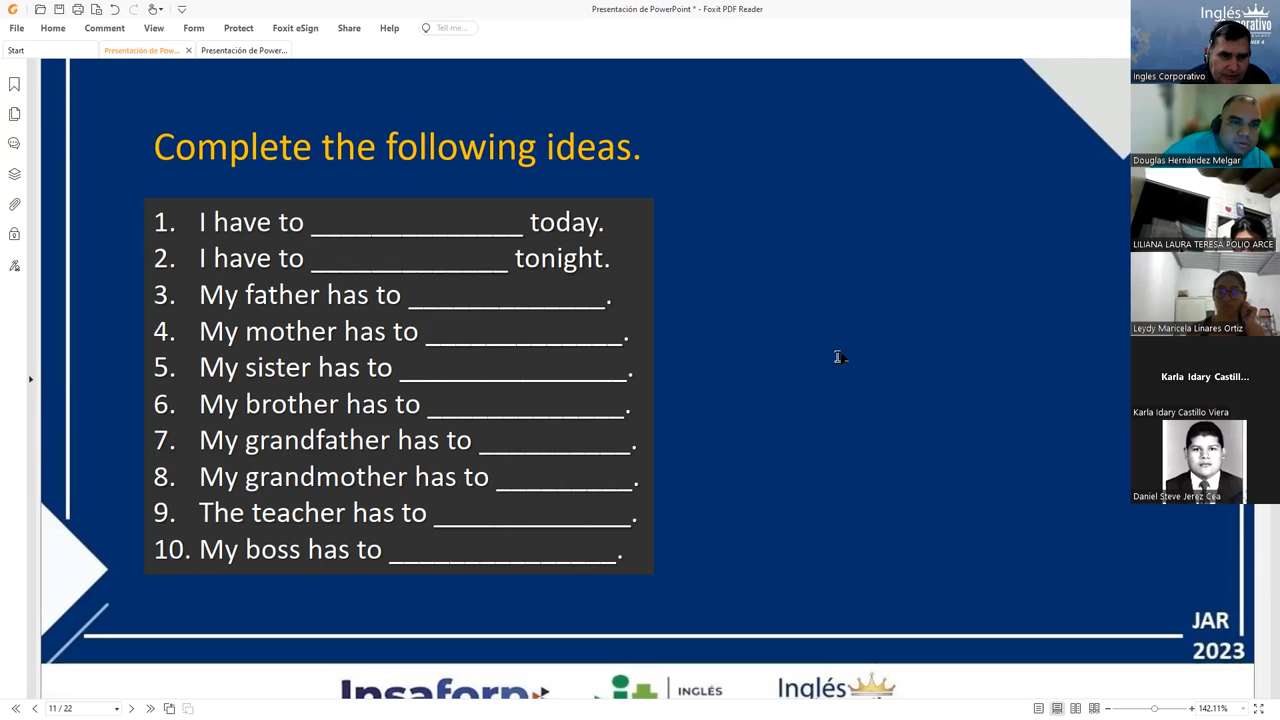 Presentación de PowerPoint * - Foxit PDF Reader
File Home Comment View Form Protect Foxit eSign Share Help Tell me...
Start Presentación de Pow... Presentación de Power...
Complete the following ideas.
1. I have to ______________ today.
2. I have to _____________ tonight.
3. My father has to _____________.
4. My mother has to _____________.
5. My sister has to _______________.
6. My brother has to _____________.
7. My grandfather has to __________.
8. My grandmother has to _________.
9. The teacher has to _____________.
10. My boss has to _______________.
JAR
2023
Insaforp
INGLÉS
Inglés
Inglés
Corporativo
Ingles Corporativo
Douglas Hernández Melgar
LILIANA LAURA TERESA POLIO ARCE
Leydy Maricela Linares Ortiz
Karla Idary Castill...
Karla Idary Castillo Viera
Daniel Steve Jerez Cea
11 / 22
142.11%